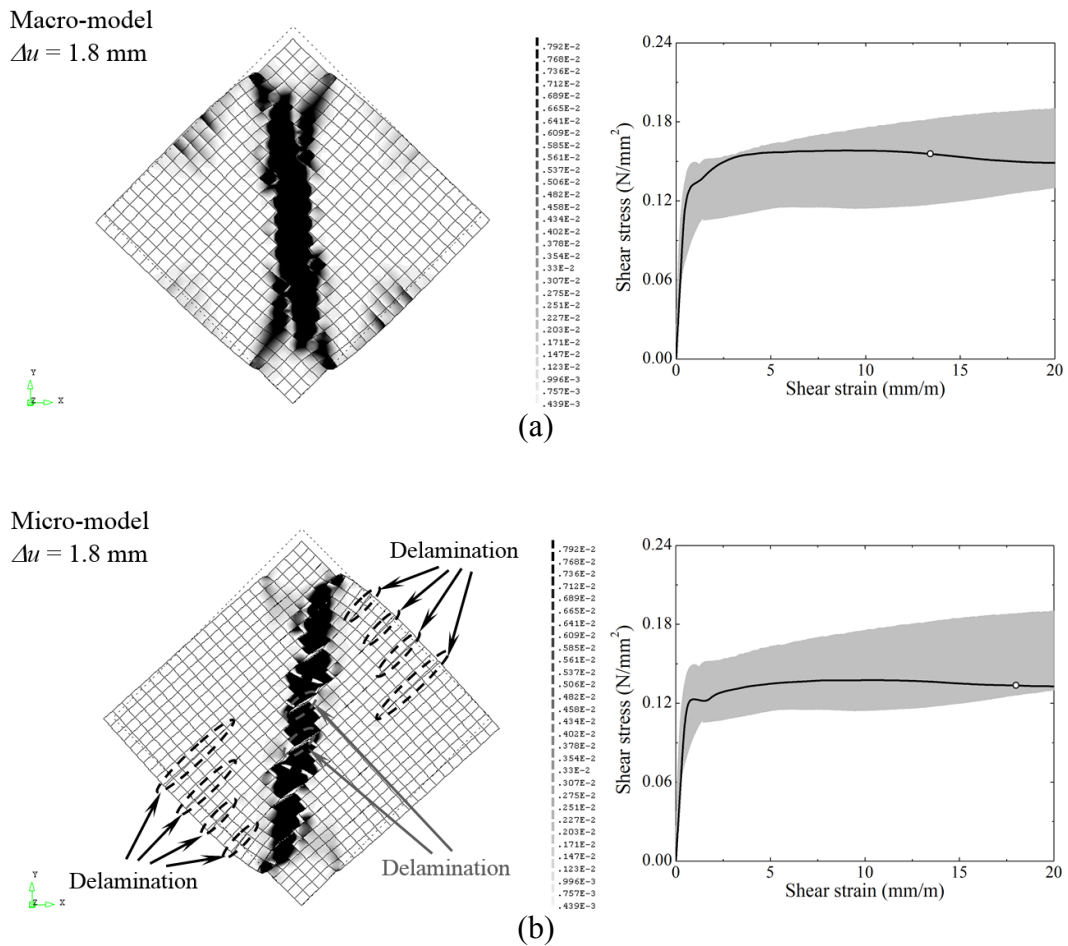 Macro-model
Δu = 1.8 mm
.792E-2
.768E-2
.736E-2
.712E-2
.689E-2
.665E-2
.641E-2
.609E-2
.585E-2
.561E-2
.537E-2
.506E-2
.482E-2
.458E-2
.434E-2
.402E-2
.378E-2
.354E-2
.33E-2
.307E-2
.275E-2
.251E-2
.227E-2
.203E-2
.171E-2
.147E-2
.123E-2
.996E-3
.757E-3
.439E-3
Y
Z X
0.24
0.18
0.12
0.06
0.00
Shear stress (N/mm²)
0 5 10 15 20
Shear strain (mm/m)
(a)
Micro-model
Δu = 1.8 mm
Delamination
Delamination
Delamination
.792E-2
.768E-2
.736E-2
.712E-2
.689E-2
.665E-2
.641E-2
.609E-2
.585E-2
.561E-2
.537E-2
.506E-2
.482E-2
.458E-2
.434E-2
.402E-2
.378E-2
.354E-2
.33E-2
.307E-2
.275E-2
.251E-2
.227E-2
.203E-2
.171E-2
.147E-2
.123E-2
.996E-3
.757E-3
.439E-3
Y
Z X
0.24
0.18
0.12
0.06
0.00
Shear stress (N/mm²)
0 5 10 15 20
Shear strain (mm/m)
(b)